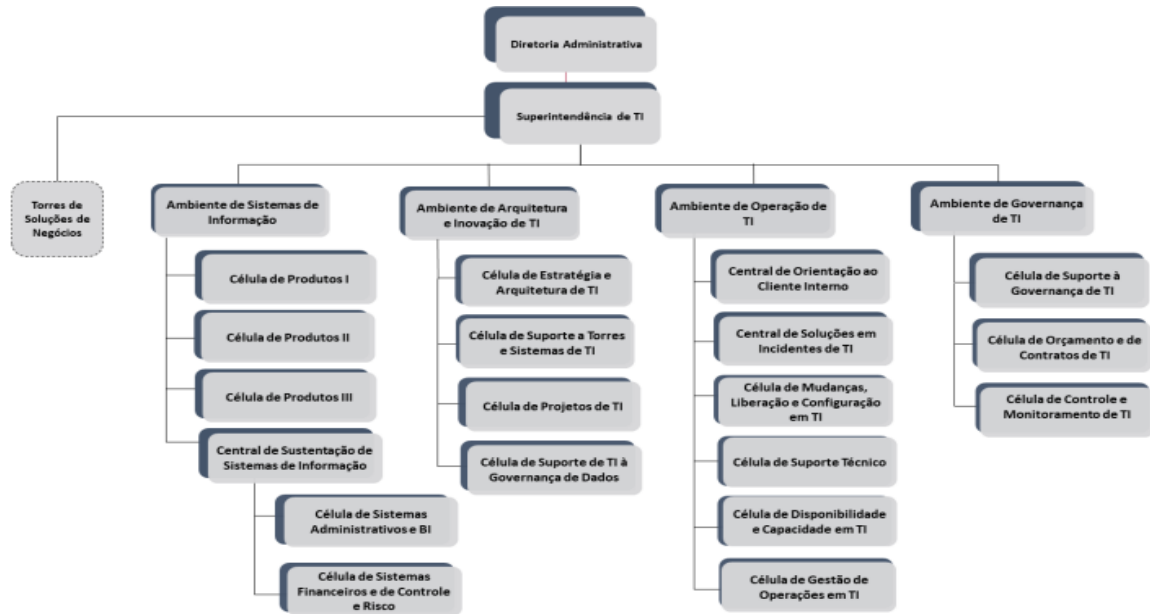 Diretoria Administrativa
Superintendência de TI
Torres de
Soluções de
Negócios
Ambiente de Sistemas de
Informação
Célula de Produtos I
Célula de Produtos II
Célula de Produtos III
Central de Sustentação de
Sistemas de Informação
Célula de Sistemas
Administrativos e BI
Célula de Sistemas
Financeiros e de Controle
e Risco
Ambiente de Arquitetura
e Inovação de TI
Célula de Estratégia e
Arquitetura de TI
Célula de Suporte a Torres
e Sistemas de TI
Célula de Projetos de TI
Célula de Suporte de TI à
Governança de Dados
Ambiente de Operação de
TI
Central de Orientação ao
Cliente Interno
Central de Soluções em
Incidentes de TI
Célula de Mudanças,
Liberação e Configuração
em TI
Célula de Suporte Técnico
Célula de Disponibilidade
e Capacidade em TI
Célula de Gestão de
Operações em TI
Ambiente de Governança
de TI
Célula de Suporte à
Governança de TI
Célula de Orçamento e de
Contratos de TI
Célula de Controle e
Monitoramento de TI